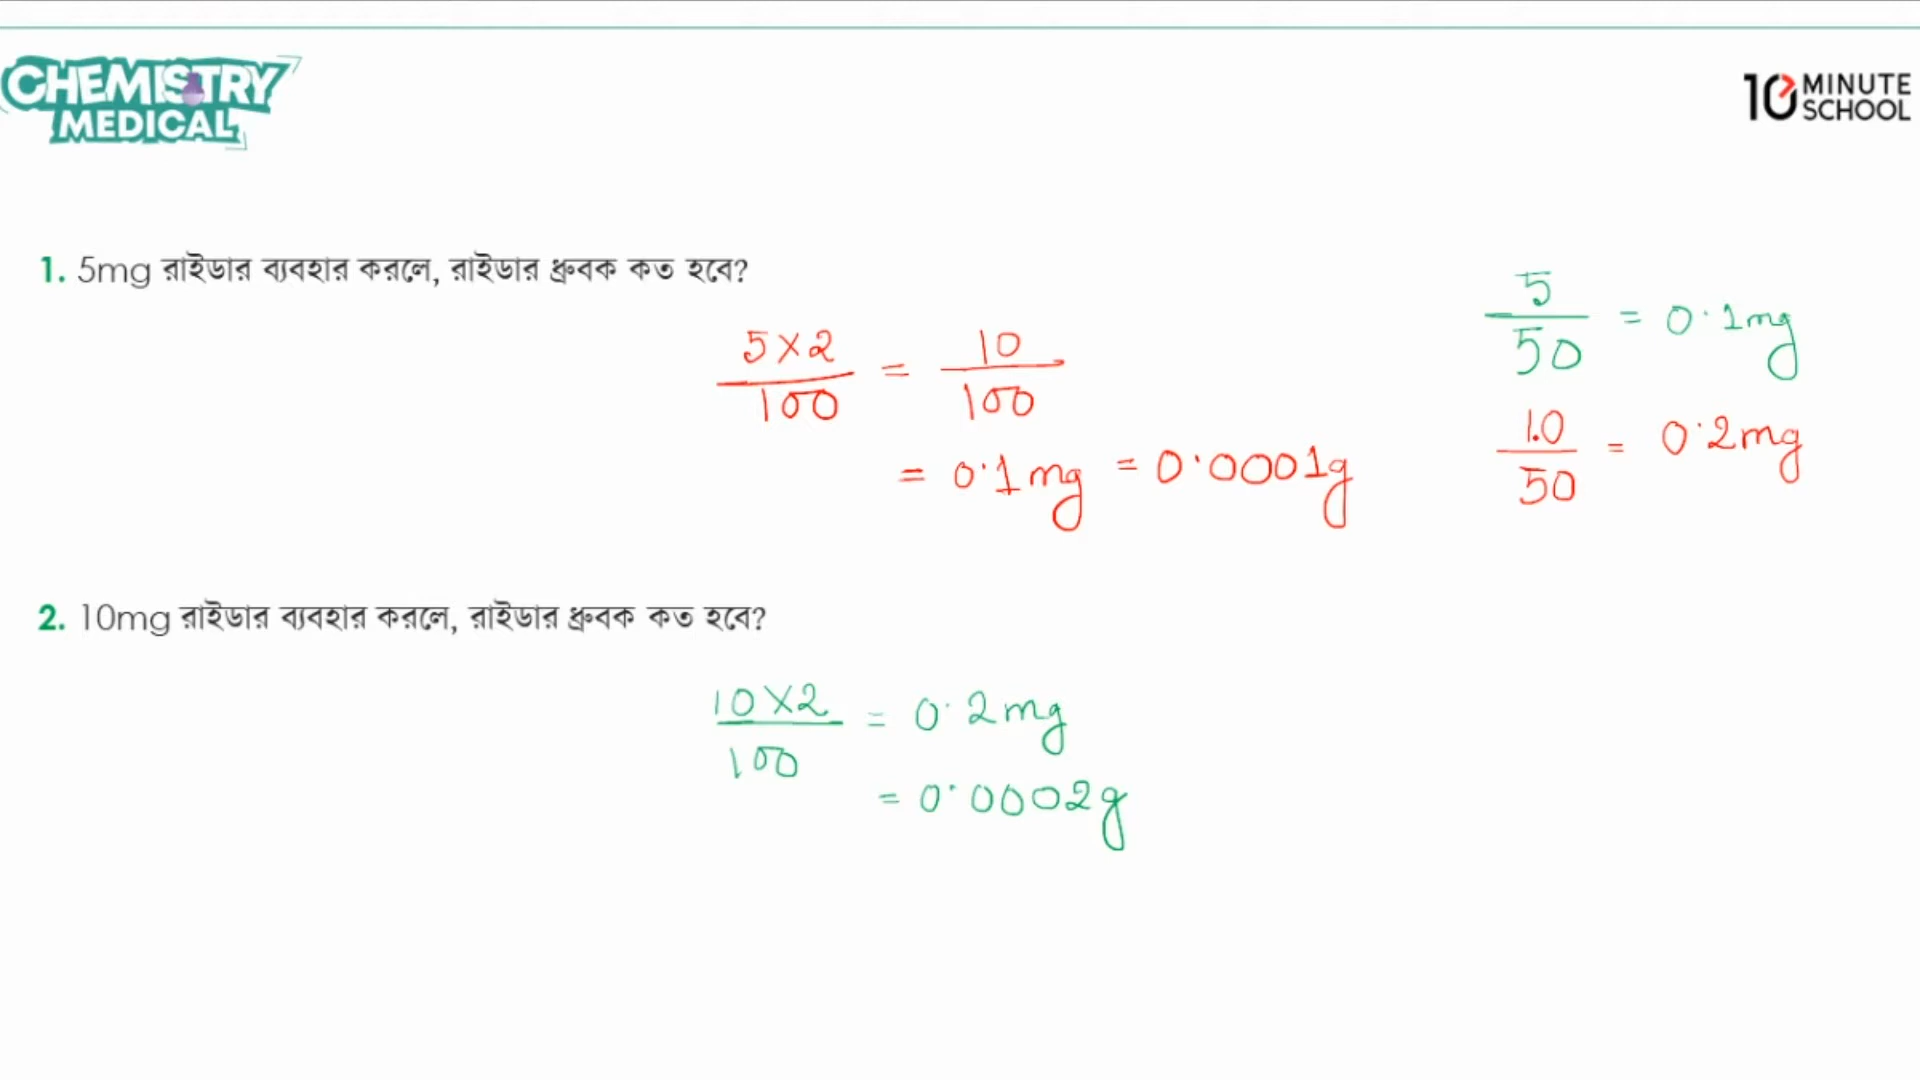 CHEMISTRY
MEDICAL
10 MINUTE
SCHOOL
1. 5mg রাইডার ব্যবহার করলে, রাইডার ধ্রুবক কত হবে?
5×2/100 = 10/100
= 0.1mg = 0.0001g
5/50 = 0.1mg
10/50 = 0.2mg
2. 10mg রাইডার ব্যবহার করলে, রাইডার ধ্রুবক কত হবে?
10×2/100 = 0.2mg
= 0.0002g